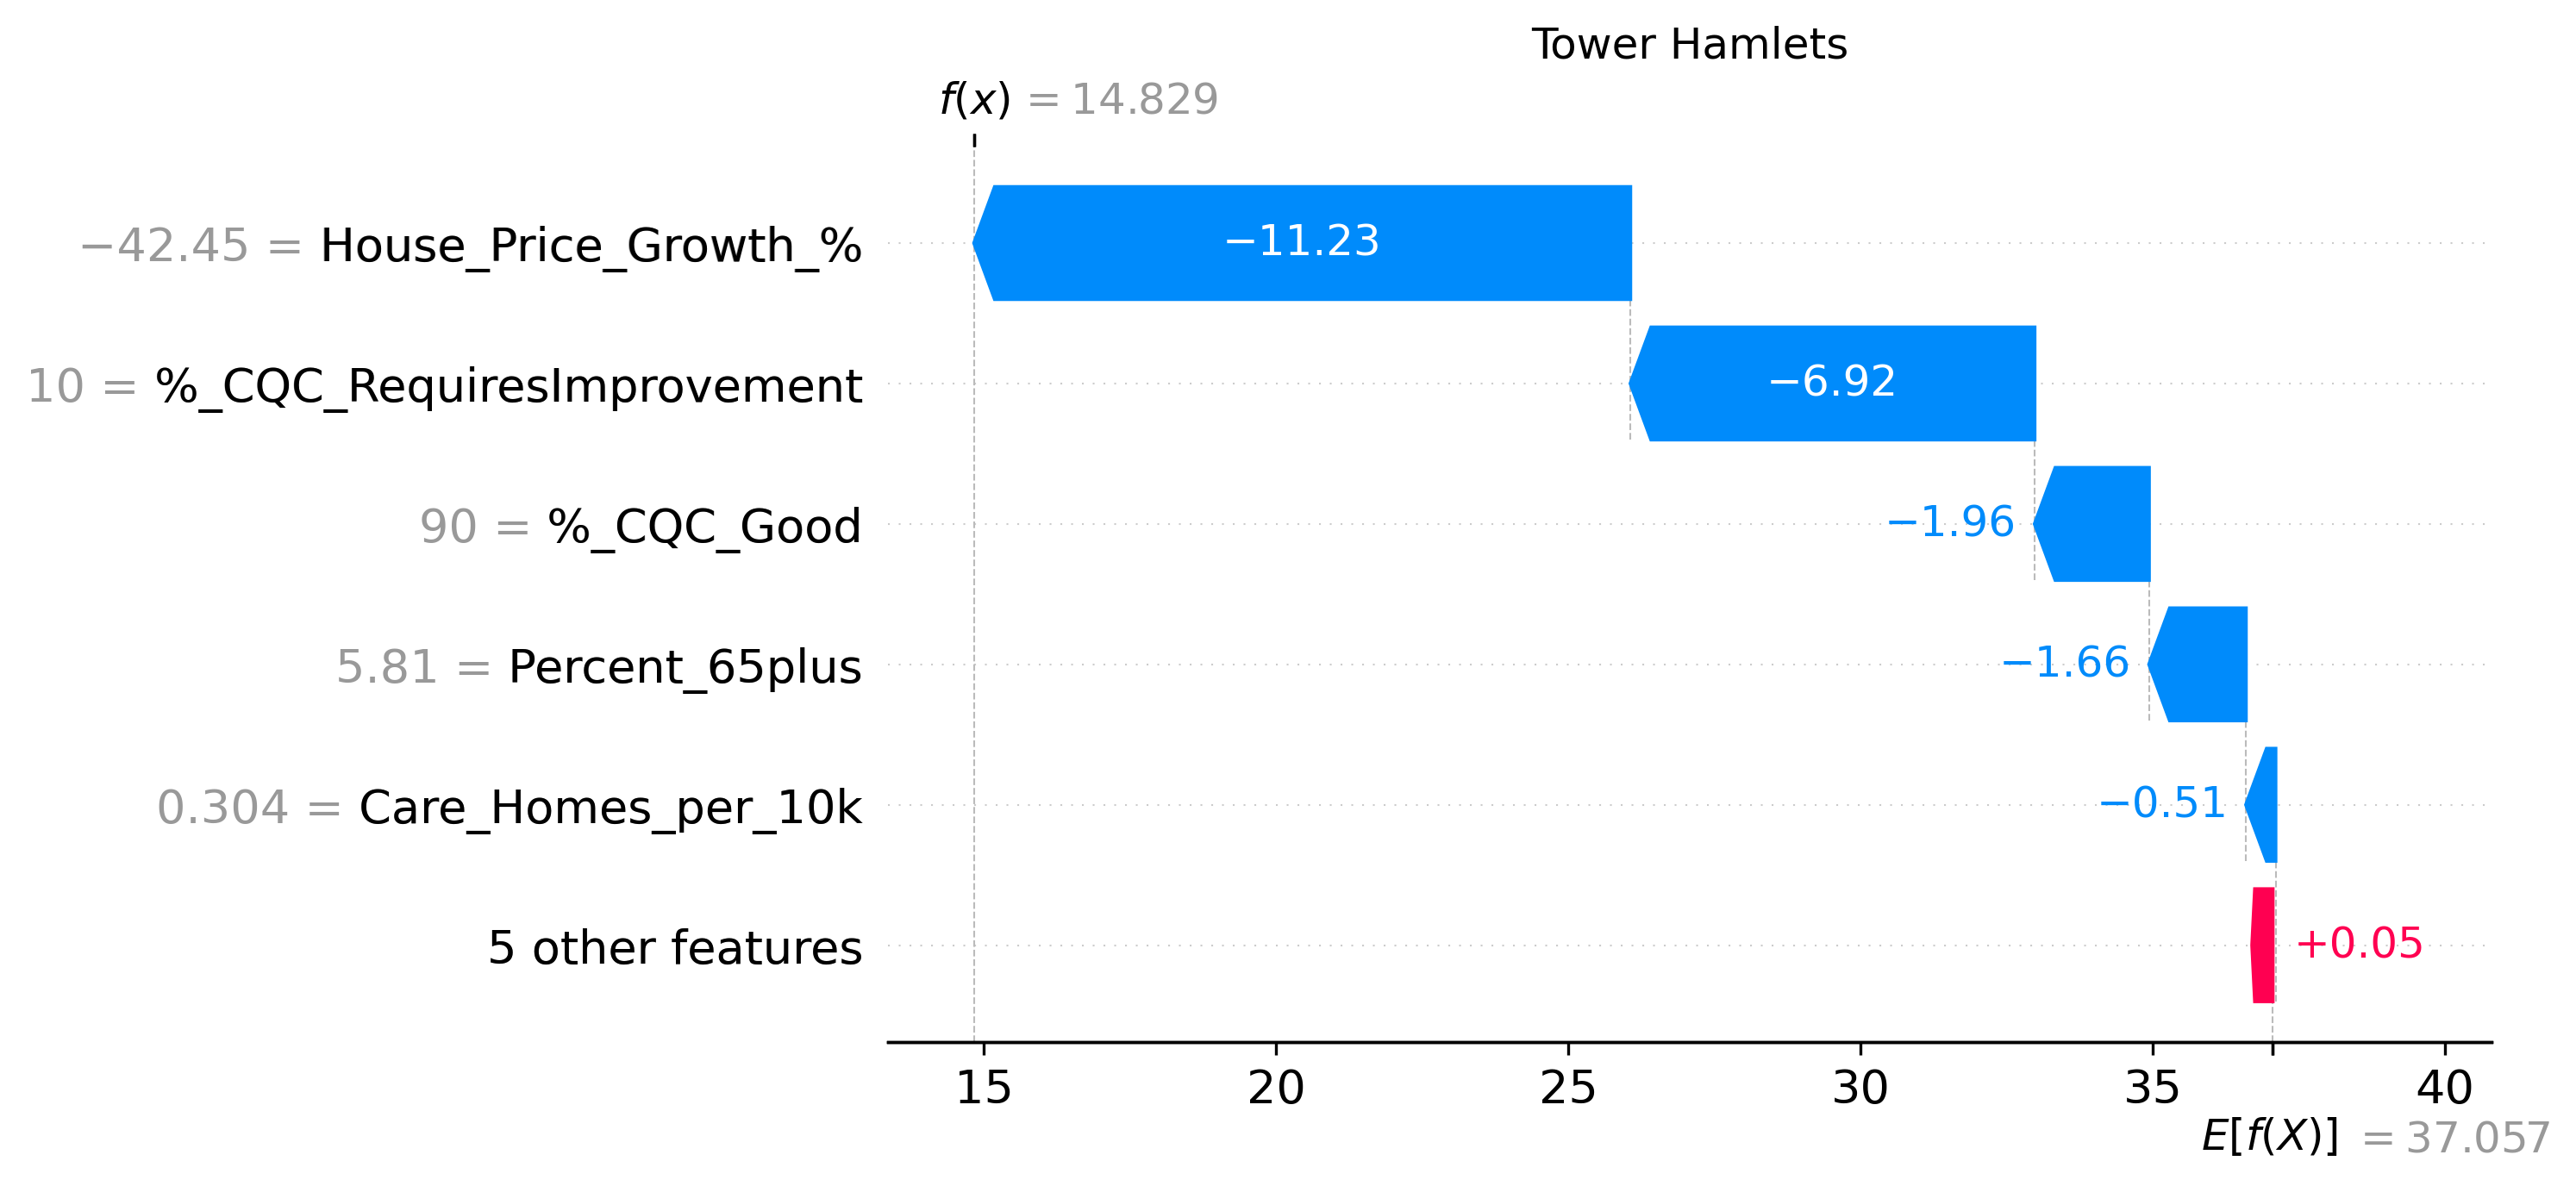 Tower Hamlets
f(x) = 14.829
−42.45 = House_Price_Growth_%
−11.23
10 = %_CQC_RequiresImprovement
−6.92
90 = %_CQC_Good
−1.96
5.81 = Percent_65plus
−1.66
0.304 = Care_Homes_per_10k
−0.51
5 other features
+0.05
15 20 25 30 35 40
E[f(X)] = 37.057